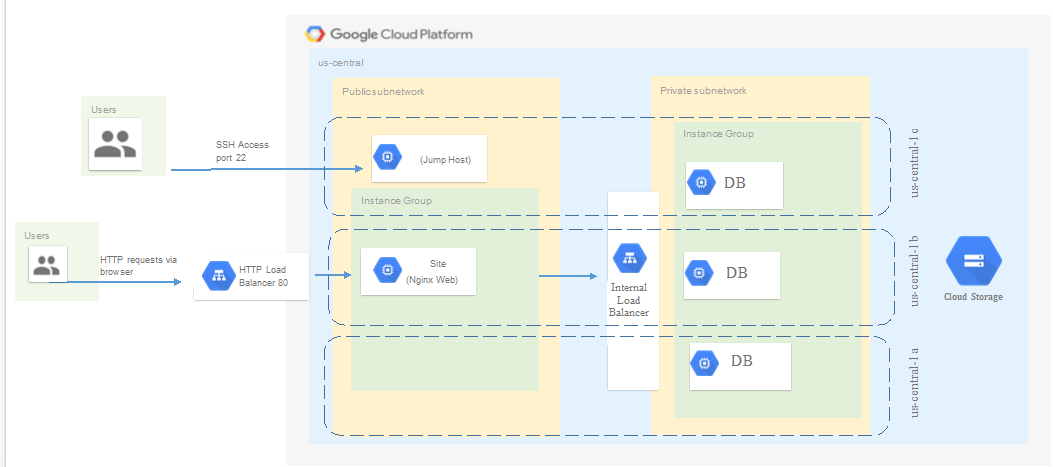 Google Cloud Platform
us-central
Public subnetwork
Private subnetwork
Users
SSH Access
port 22
(Jump Host)
Instance Group
DB
us-central-1 c
Instance Group
Users
HTTP requests via
browser
HTTP Load
Balancer 80
Site
(Nginx Web)
Internal
Load
Balancer
DB
us-central-1 b
Cloud Storage
DB
us-central-1 a